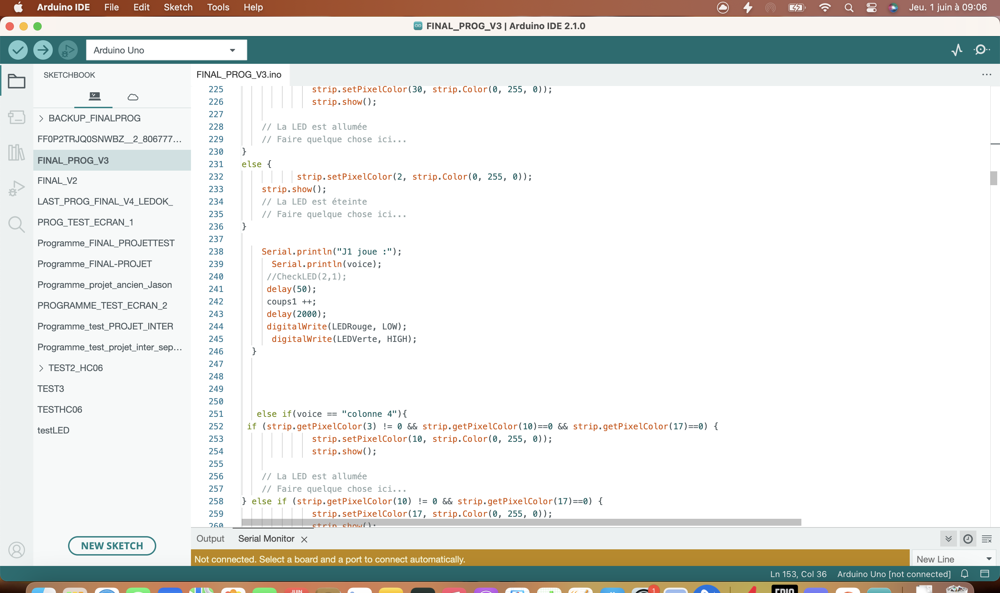 Arduino IDE File Edit Sketch Tools Help Jeu. 1 juin à 09:06
FINAL_PROG_V3 | Arduino IDE 2.1.0
Arduino Uno
SKETCHBOOK
BACKUP_FINALPROG
FF0P2TRJQ0SNWBZ__2_806777...
FINAL_PROG_V3
FINAL_V2
LAST_PROG_FINAL_V4_LEDOK_
PROG_TEST_ECRAN_1
Programme_FINAL_PROJETTEST
Programme_FINAL-PROJET
Programme_projet_ancien_Jason
PROGRAMME_TEST_ECRAN_2
Programme_test_PROJET_INTER
Programme_test_projet_inter_sep...
TEST2_HC06
TEST3
TESTHC06
testLED
NEW SKETCH
FINAL_PROG_V3.ino
225 strip.setPixelColor(30, strip.Color(0, 255, 0));
226 strip.show();
227
228 // La LED est allumée
229 // Faire quelque chose ici...
230 }
231 else {
232 strip.setPixelColor(2, strip.Color(0, 255, 0));
233 strip.show();
234 // La LED est éteinte
235 // Faire quelque chose ici...
236 }
237
238 Serial.println("J1 joue :");
239 Serial.println(voice);
240 //CheckLED(2,1);
241 delay(50);
242 coups1 ++;
243 delay(2000);
244 digitalWrite(LEDRouge, LOW);
245 digitalWrite(LEDVerte, HIGH);
246 }
247
248
249
250
251 else if(voice == "colonne 4"){
252 if (strip.getPixelColor(3) != 0 && strip.getPixelColor(10)==0 && strip.getPixelColor(17)==0) {
253 strip.setPixelColor(10, strip.Color(0, 255, 0));
254 strip.show();
255
256 // La LED est allumée
257 // Faire quelque chose ici...
258 } else if (strip.getPixelColor(10) != 0 && strip.getPixelColor(17)==0) {
259 strip.setPixelColor(17, strip.Color(0, 255, 0));
260 strip.show();
Output Serial Monitor
Not connected. Select a board and a port to connect automatically.
New Line
Ln 153, Col 36 Arduino Uno [not connected]
JUIN
1
EPIC